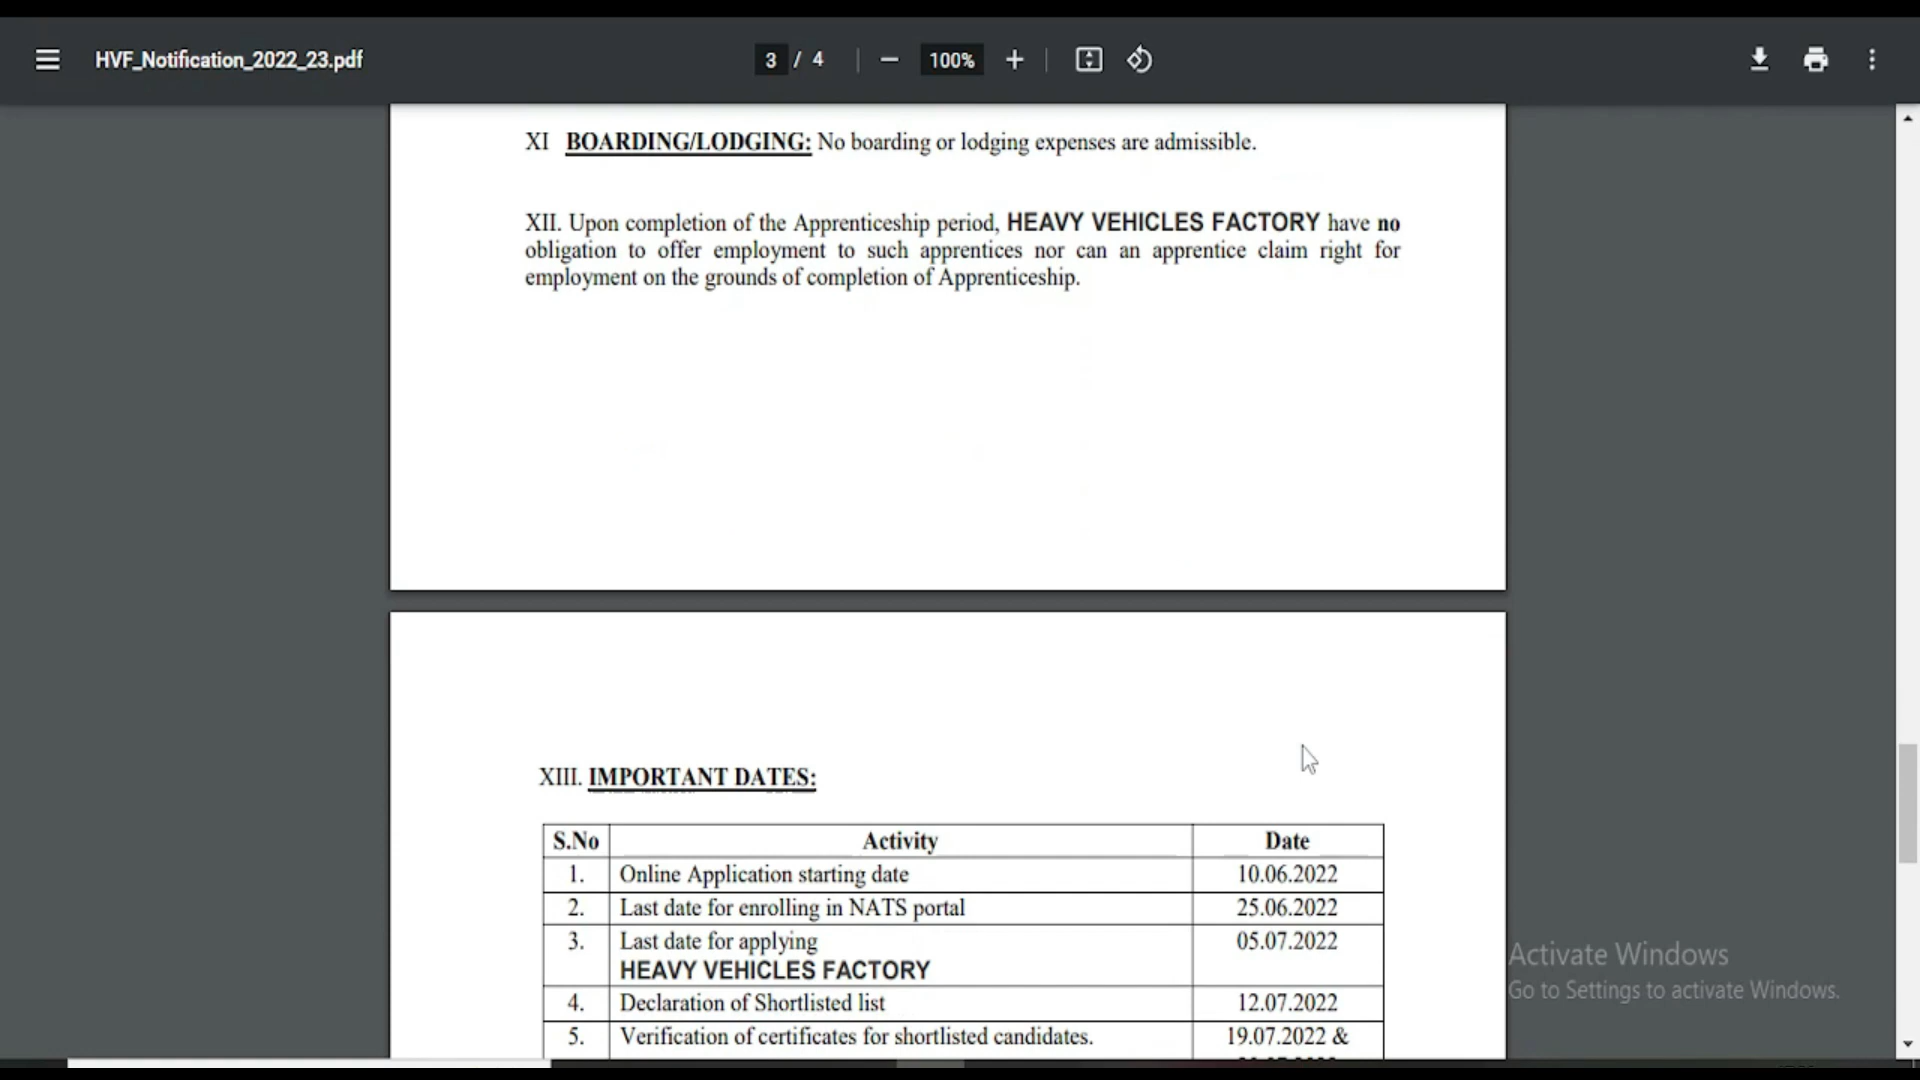 HVF_Notification_2022_23.pdf
3 / 4
100%
XI BOARDING/LODGING: No boarding or lodging expenses are admissible.
XII. Upon completion of the Apprenticeship period, HEAVY VEHICLES FACTORY have no
obligation to offer employment to such apprentices nor can an apprentice claim right for
employment on the grounds of completion of Apprenticeship.
XIII. IMPORTANT DATES:
S.No Activity Date
1. Online Application starting date 10.06.2022
2. Last date for enrolling in NATS portal 25.06.2022
3. Last date for applying 05.07.2022
HEAVY VEHICLES FACTORY
4. Declaration of Shortlisted list 12.07.2022
5. Verification of certificates for shortlisted candidates. 19.07.2022 &
Activate Windows
Go to Settings to activate Windows.